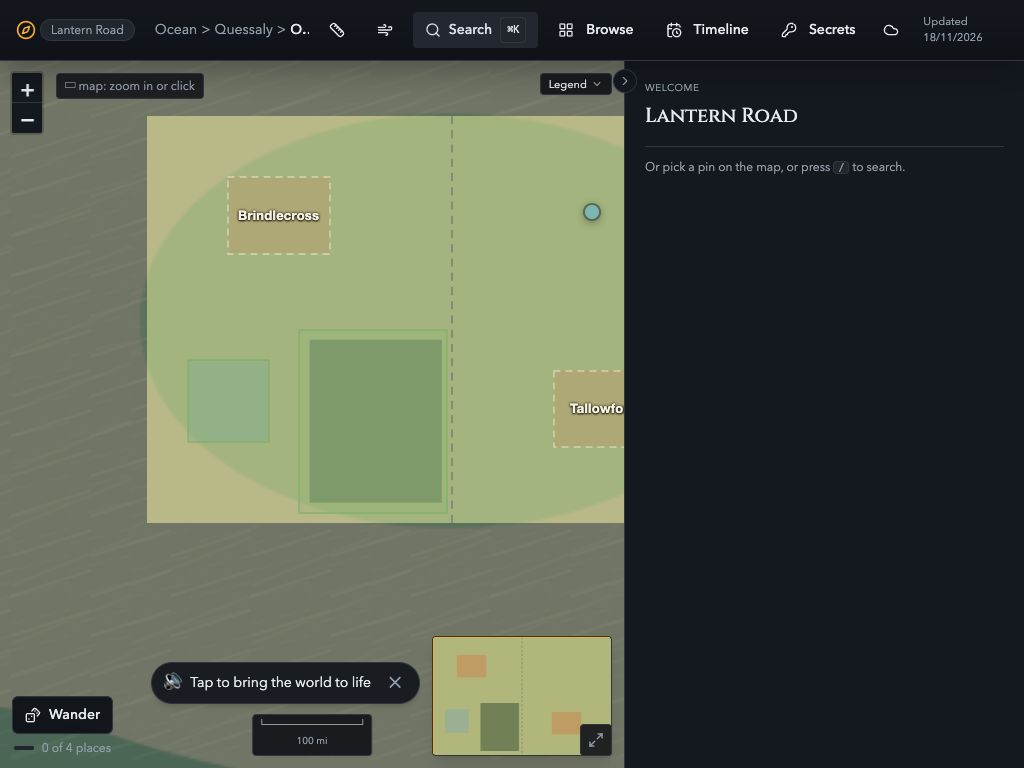 Lantern Road
Ocean > Quessaly > O..
Search ⌘K
Browse
Timeline
Secrets
Updated
18/11/2026
+
−
map: zoom in or click
Legend
WELCOME
Lantern Road
Or pick a pin on the map, or press / to search.
Brindlecross
Tallowfo
Tap to bring the world to life
Wander
0 of 4 places
100 mi